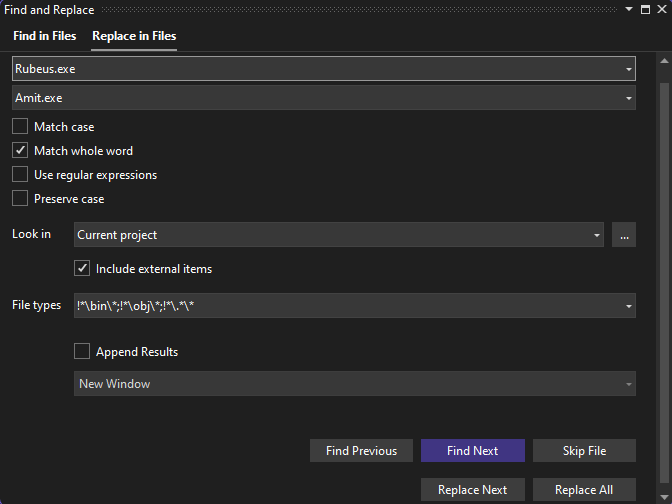 Find and Replace
Find in Files Replace in Files
Rubeus.exe
Amit.exe
Match case
Match whole word
Use regular expressions
Preserve case
Look in Current project ...
Include external items
File types !*\bin\*;!*\obj\*;!*\.*\*
Append Results
New Window
Find Previous Find Next Skip File
Replace Next Replace All